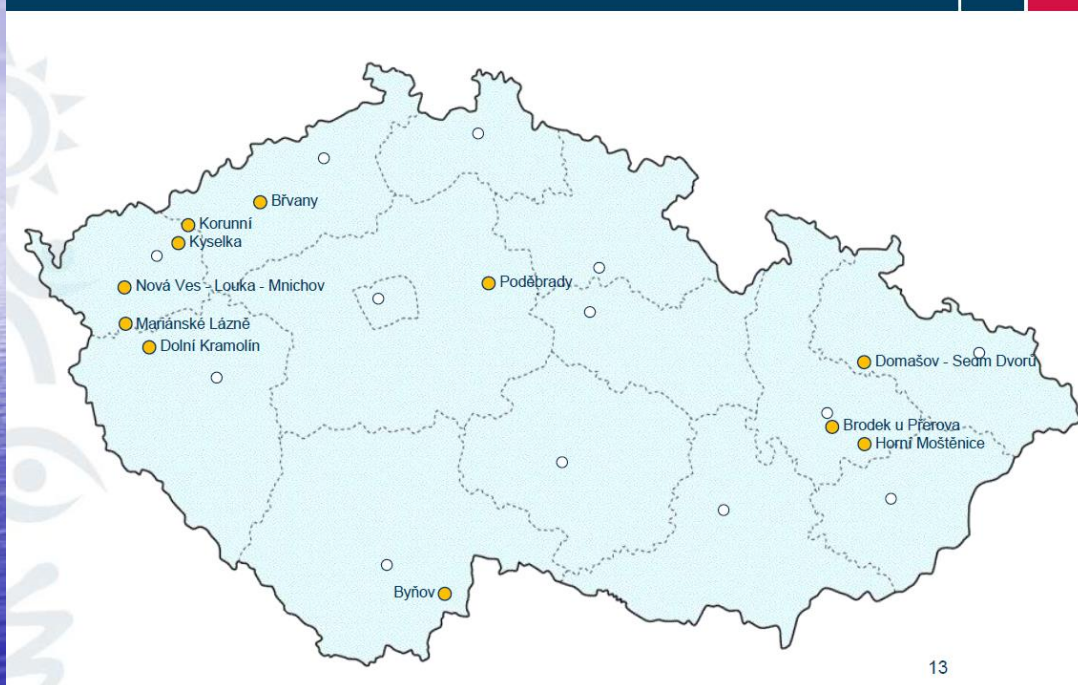 Břvany
Korunní
Kyselka
Nová Ves - Louka - Mnichov
Poděbrady
Mariánské Lázně
Dolní Kramolín
Domašov - Sedm Dvorů
Brodek u Přerova
Horní Moštěnice
Byňov
13